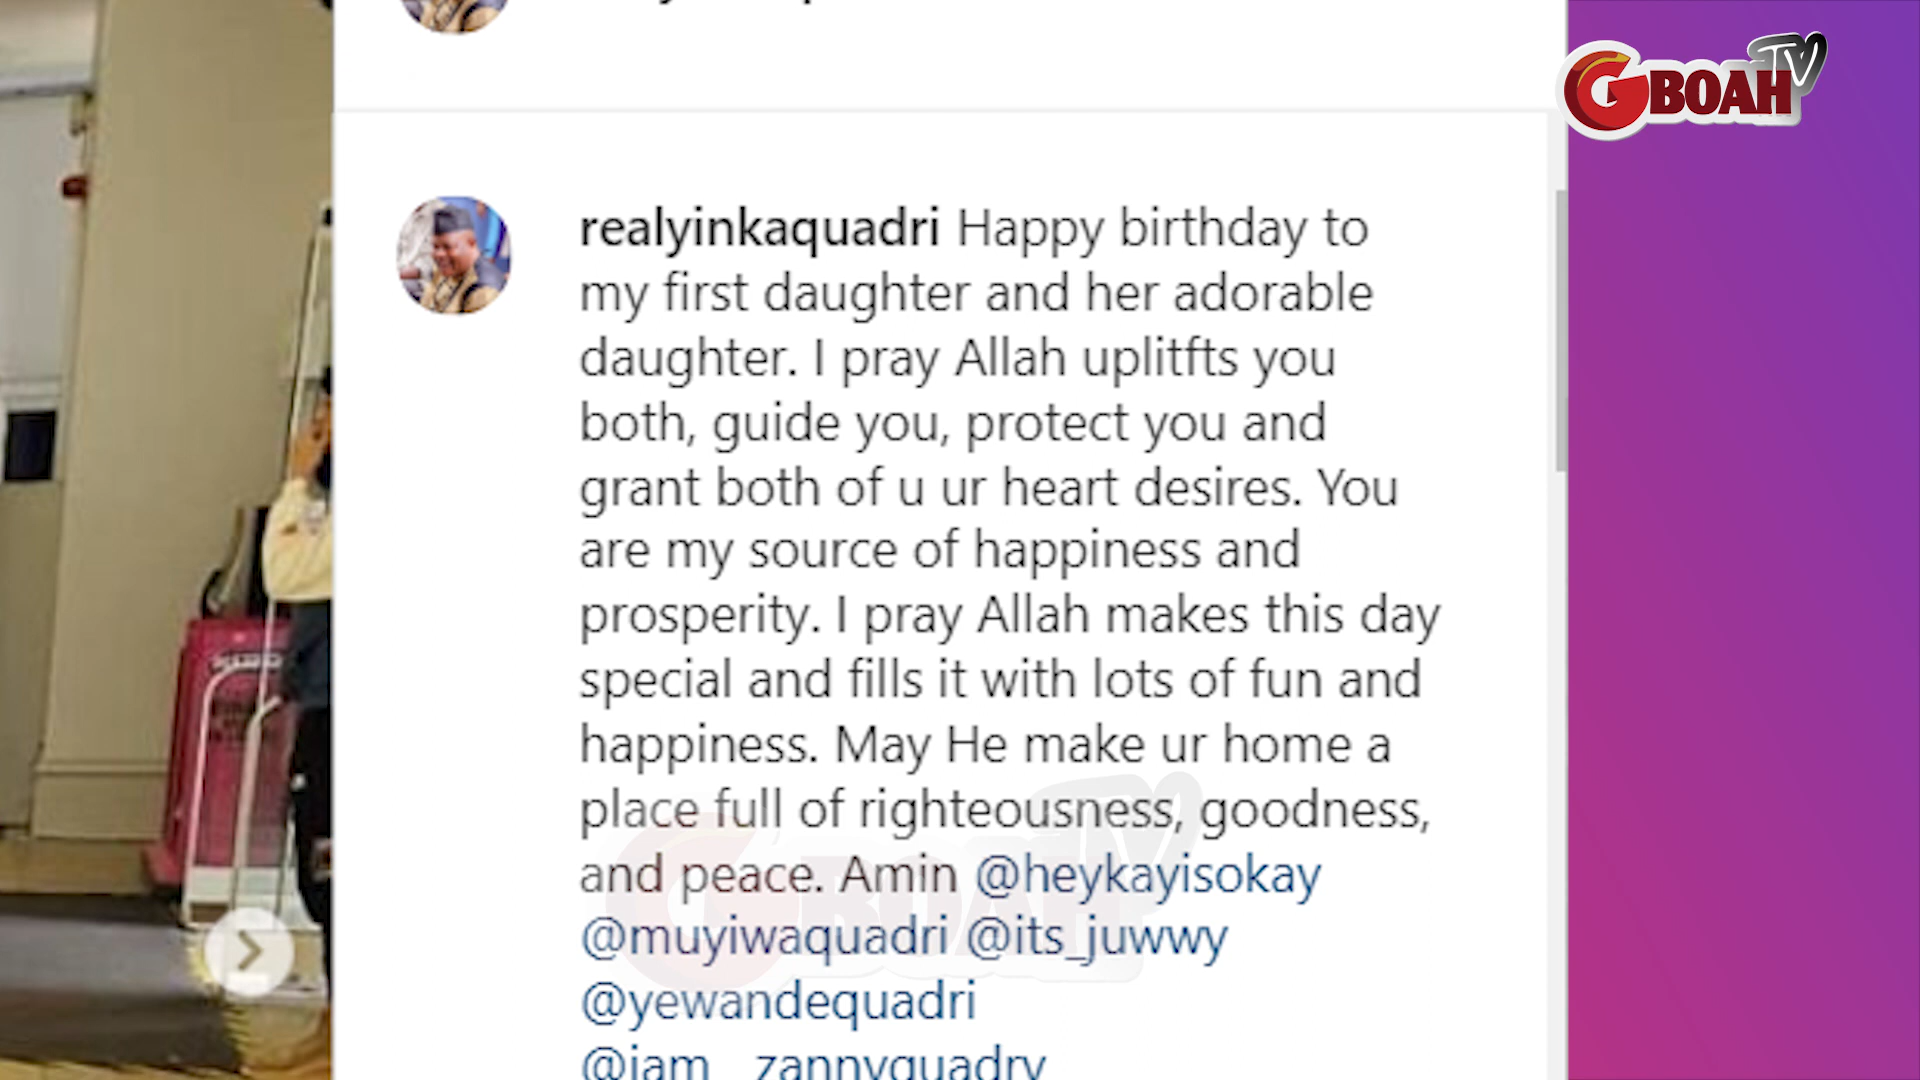 GBOAH TV
realyinkaquadri Happy birthday to
my first daughter and her adorable
daughter. I pray Allah uplitfts you
both, guide you, protect you and
grant both of u ur heart desires. You
are my source of happiness and
prosperity. I pray Allah makes this day
special and fills it with lots of fun and
happiness. May He make ur home a
place full of righteousness, goodness,
and peace. Amin @heykayisokay
@muyiwaquadri @its_juwwy
@yewandequadri
GBOAH TV